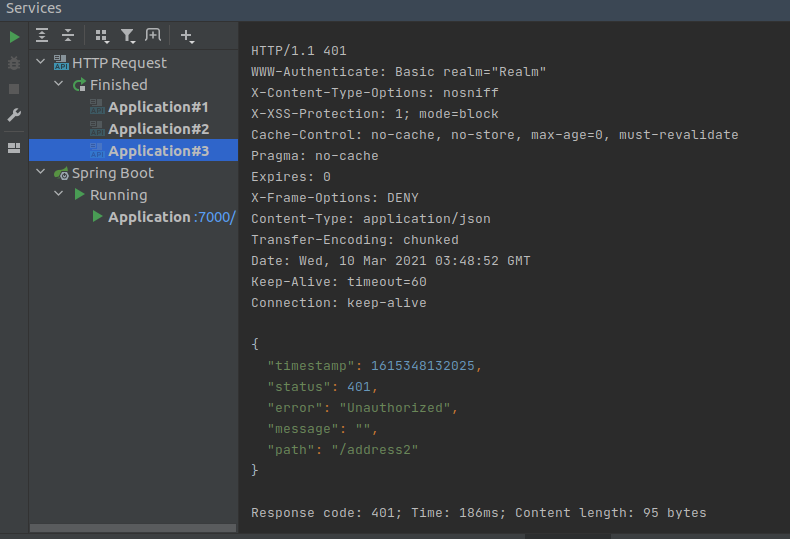 Services
HTTP Request
Finished
Application#1
Application#2
Application#3
Spring Boot
Running
Application :7000/
HTTP/1.1 401
WWW-Authenticate: Basic realm="Realm"
X-Content-Type-Options: nosniff
X-XSS-Protection: 1; mode=block
Cache-Control: no-cache, no-store, max-age=0, must-revalidate
Pragma: no-cache
Expires: 0
X-Frame-Options: DENY
Content-Type: application/json
Transfer-Encoding: chunked
Date: Wed, 10 Mar 2021 03:48:52 GMT
Keep-Alive: timeout=60
Connection: keep-alive
{
"timestamp": 1615348132025,
"status": 401,
"error": "Unauthorized",
"message": "",
"path": "/address2"
}
Response code: 401; Time: 186ms; Content length: 95 bytes